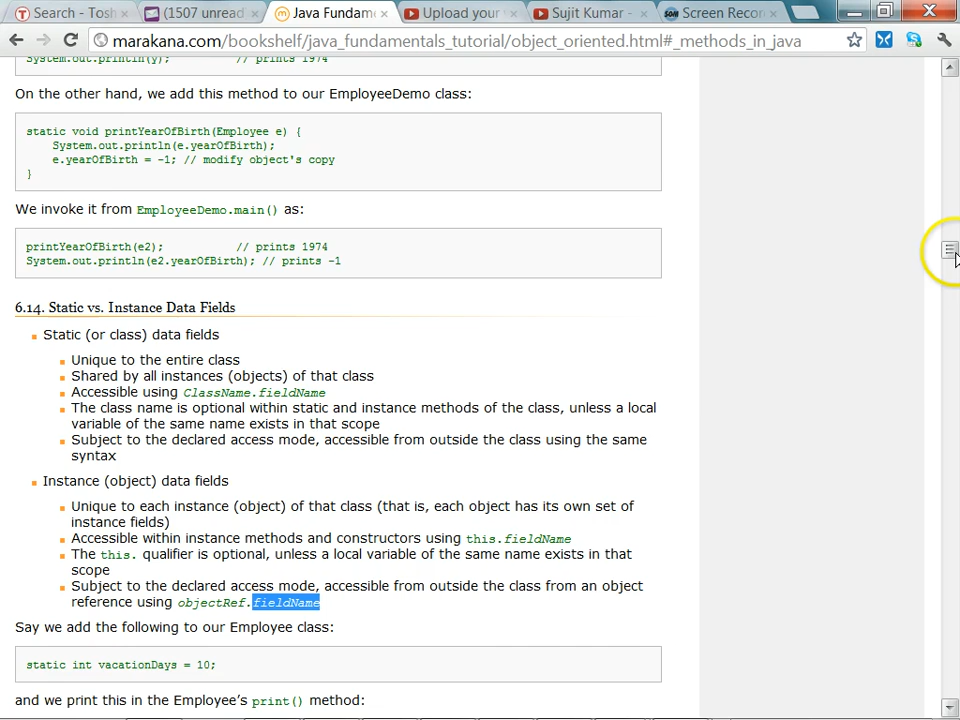 Search - Tosh
(1507 unread
Java Fundam
Upload your
Sujit Kumar -
Screen Recor
marakana.com/bookshelf/java_fundamentals_tutorial/object_oriented.html#_methods_in_java
System.out.println(y); // prints 1974
On the other hand, we add this method to our EmployeeDemo class:
static void printYearOfBirth(Employee e) {
System.out.println(e.yearOfBirth);
e.yearOfBirth = -1; // modify object's copy
}
We invoke it from EmployeeDemo.main() as:
printYearOfBirth(e2); // prints 1974
System.out.println(e2.yearOfBirth); // prints -1
6.14. Static vs. Instance Data Fields
Static (or class) data fields
Unique to the entire class
Shared by all instances (objects) of that class
Accessible using ClassName.fieldName
The class name is optional within static and instance methods of the class, unless a local
variable of the same name exists in that scope
Subject to the declared access mode, accessible from outside the class using the same
syntax
Instance (object) data fields
Unique to each instance (object) of that class (that is, each object has its own set of
instance fields)
Accessible within instance methods and constructors using this.fieldName
The this. qualifier is optional, unless a local variable of the same name exists in that
scope
Subject to the declared access mode, accessible from outside the class from an object
reference using objectRef.fieldName
Say we add the following to our Employee class:
static int vacationDays = 10;
and we print this in the Employee's print() method: